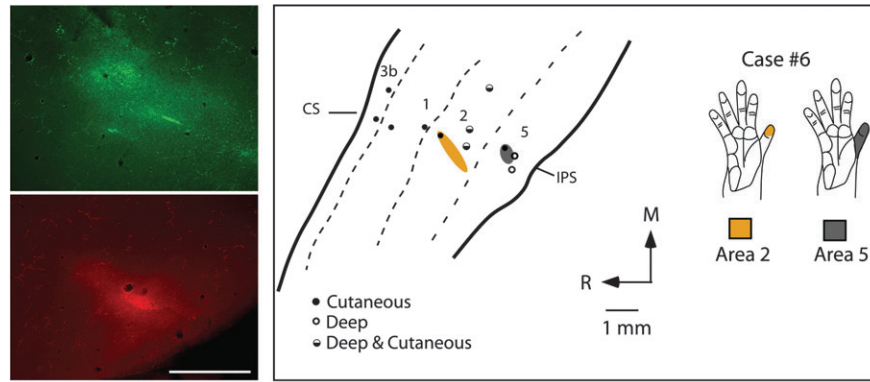 Case #6
3b
CS
1
2
5
IPS
M
R
1 mm
Area 2
Area 5
Cutaneous
Deep
Deep & Cutaneous